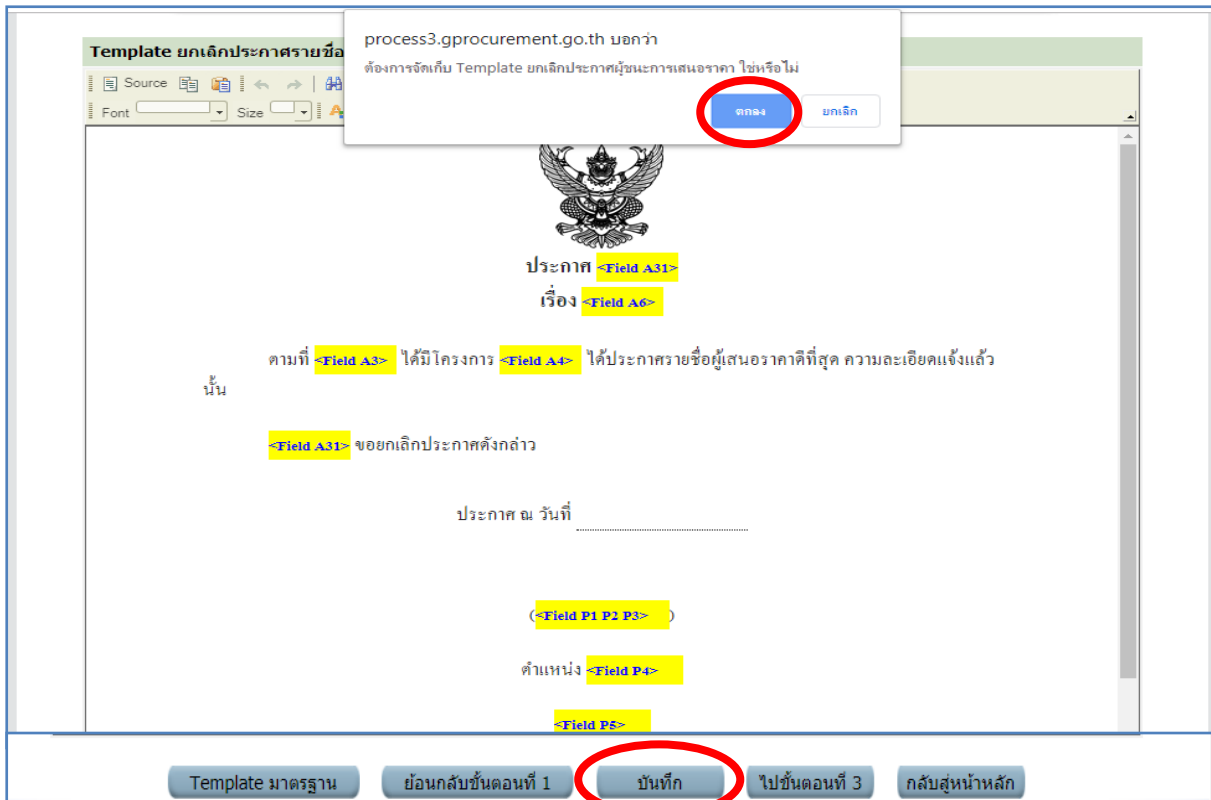 process3.gprocurement.go.th บอกว่า
ต้องการจัดเก็บ Template ยกเลิกประกาศผู้ชนะการเสนอราคา ใช่หรือไม่
ตกลง ยกเลิก
Template ยกเลิกประกาศรายชื่อ
Source
Font Size
ประกาศ <Field A31>
เรื่อง <Field A6>
ตามที่ <Field A3> ได้มีโครงการ <Field A4> ได้ประกาศรายชื่อผู้เสนอราคาดีที่สุด ความละเอียดแจ้งแล้ว
นั้น
<Field A31> ขอยกเลิกประกาศดังกล่าว
ประกาศ ณ วันที่
(<Field P1 P2 P3> )
ตำแหน่ง <Field P4>
<Field P5>
Template มาตรฐาน ย้อนกลับขั้นตอนที่ 1 บันทึก ไปขั้นตอนที่ 3 กลับสู่หน้าหลัก